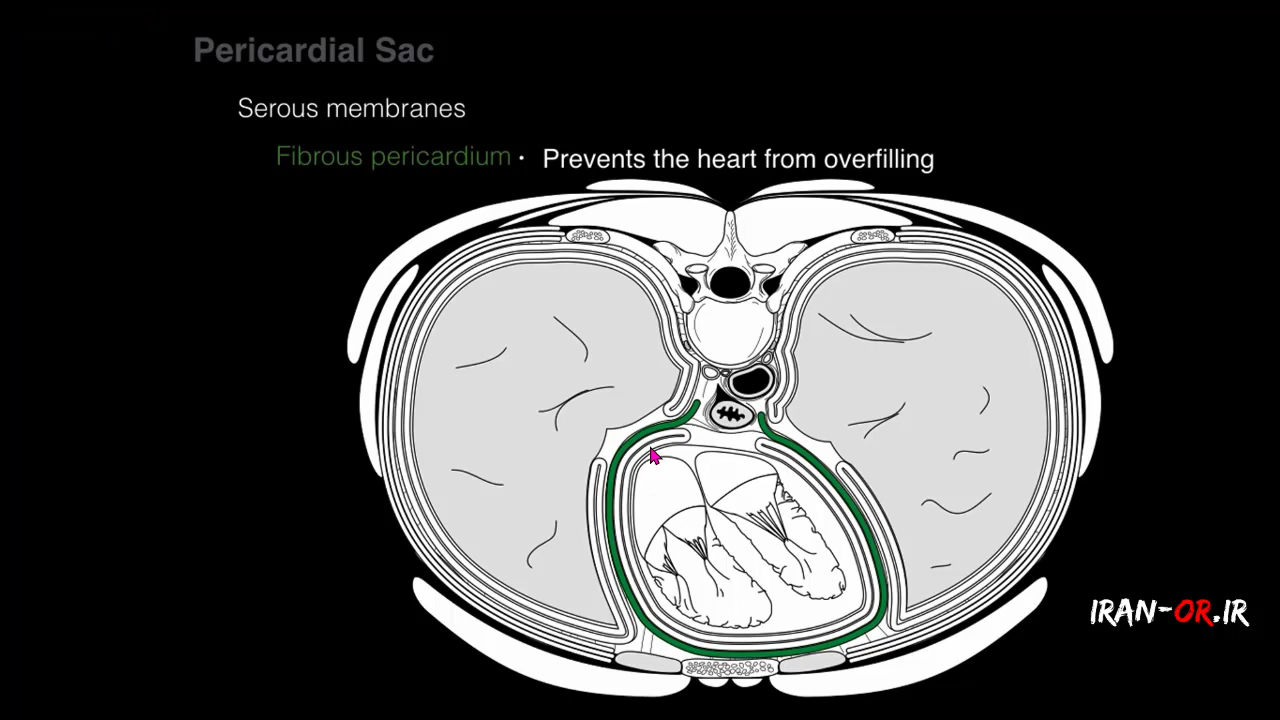 Pericardial Sac
Serous membranes
Fibrous pericardium · Prevents the heart from overfilling
IRAN-OR.IR